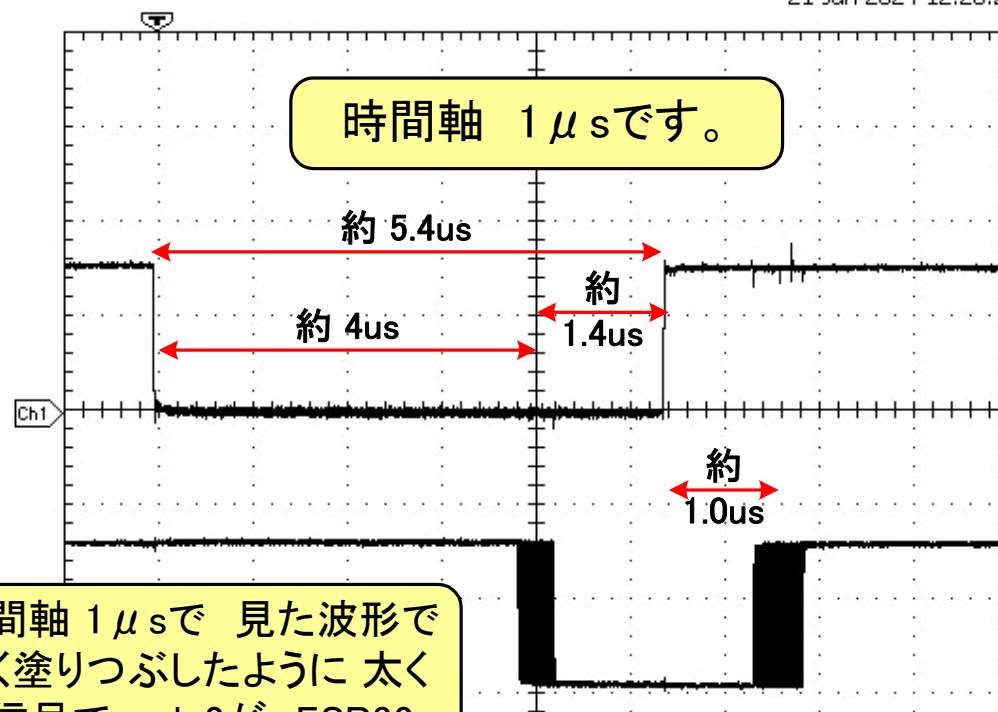 時間軸 1μsです。
約 5.4us
約 4us
約
1.4us
Ch1
約
1.0us
間軸 1μsで 見た波形で
塗りつぶしたように 太く